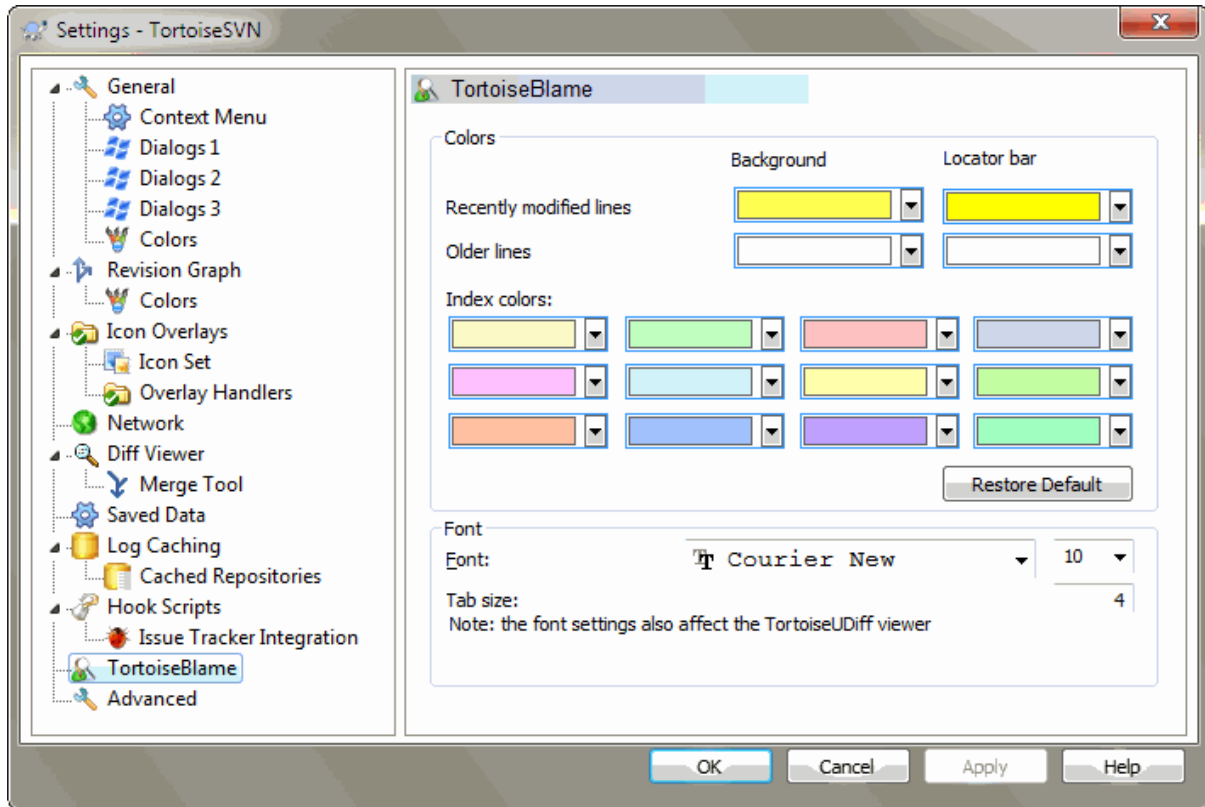 Settings - TortoiseSVN
General
Context Menu
Dialogs 1
Dialogs 2
Dialogs 3
Colors
Revision Graph
Colors
Icon Overlays
Icon Set
Overlay Handlers
Network
Diff Viewer
Merge Tool
Saved Data
Log Caching
Cached Repositories
Hook Scripts
Issue Tracker Integration
TortoiseBlame
Advanced
TortoiseBlame
Colors
Background Locator bar
Recently modified lines
Older lines
Index colors:
Restore Default
Font
Font: Courier New 10
Tab size: 4
Note: the font settings also affect the TortoiseUDiff viewer
OK Cancel Apply Help